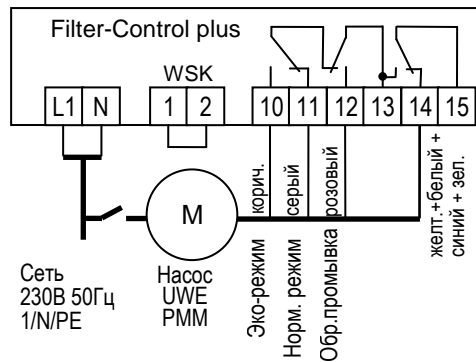 Filter-Control plus
WSK
L1 N 1 2 10 11 12 13 14 15
корич.
серый
розовый
желт.+белый +
синий + зел.
M
Эко-режим
Норм. режим
Обр.промывка
Сеть
230В 50Гц
1/N/PE
Насос
UWE
PMM